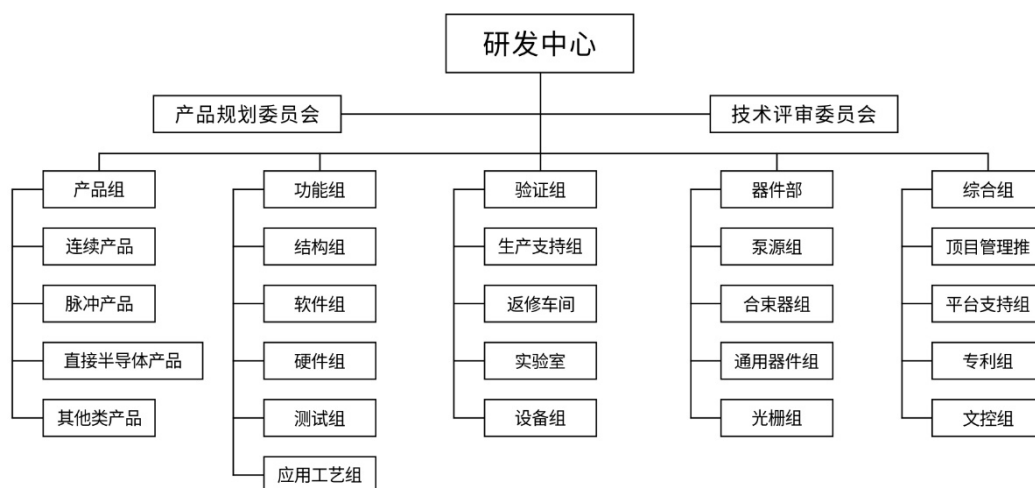 研发中心
产品规划委员会
技术评审委员会
产品组
功能组
验证组
器件部
综合组
连续产品
结构组
生产支持组
泵源组
顶目管理推
脉冲产品
软件组
返修车间
合束器组
平台支持组
直接半导体产品
硬件组
实验室
通用器件组
专利组
其他类产品
测试组
设备组
光栅组
文控组
应用工艺组